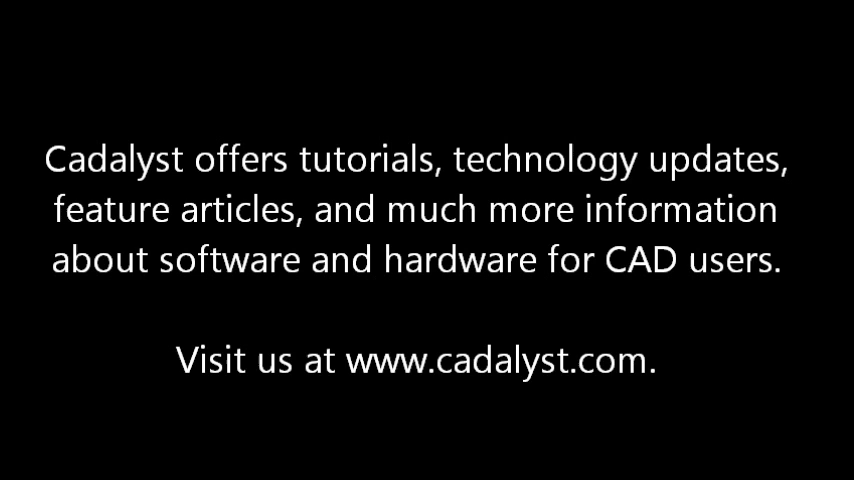 Cadalyst offers tutorials, technology updates,
feature articles, and much more information
about software and hardware for CAD users.
Visit us at www.cadalyst.com.